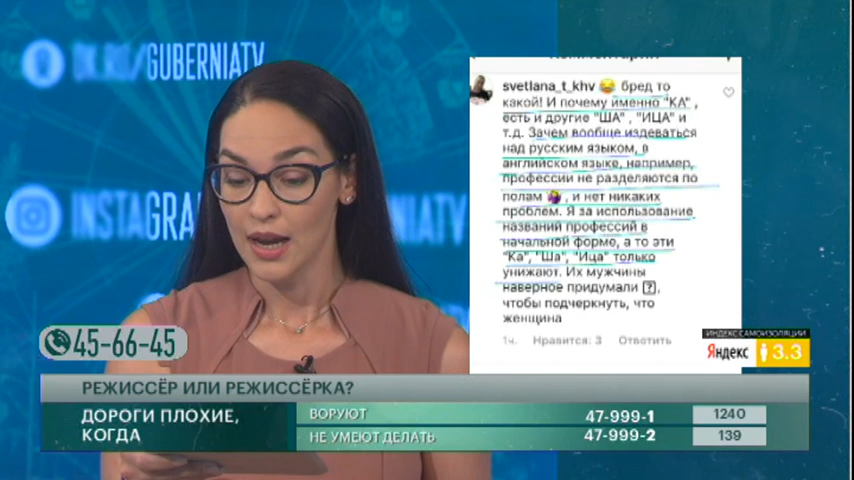 OK.RU/GUBERNIATV
INSTAGRA
NIATV
Комментарии
svetlana_t_khv 😂 бред то
какой! И почему именно "КА" ,
есть и другие "ША" , "ИЦА" и
т.д. Зачем вообще издеваться
над русским языком, в
английском языке, например,
профессии не разделяются по
полам 🤷‍♀️ , и нет никаких
проблем. Я за использование
названий профессий в
начальной форме, а то эти
"Ка", "Ша", "Ица" только
унижают. Их мужчины
наверное придумали ?,
чтобы подчеркнуть, что
женщина
1ч. Нравится: 3 Ответить
45-66-45
ИНДЕКС САМОИЗОЛЯЦИИ
Яндекс 3.3
РЕЖИССЁР ИЛИ РЕЖИССЁРКА?
ДОРОГИ ПЛОХИЕ,
КОГДА
ВОРУЮТ 47-999-1 1240
НЕ УМЕЮТ ДЕЛАТЬ 47-999-2 139